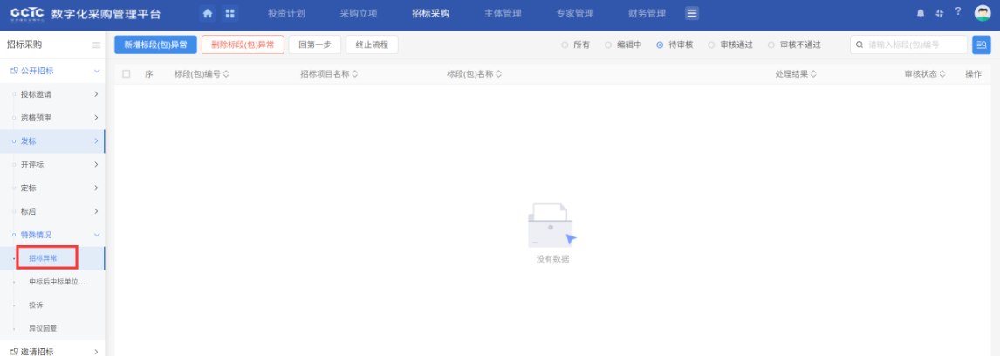 GCTC 数字化采购管理平台 投资计划 采购立项 招标采购 主体管理 专家管理 财务管理 ?
招标采购
新增标段(包)异常 删除标段(包)异常 回第一步 终止流程 所有 编辑中 待审核 审核通过 审核不通过 请输入标段(包)编号
公开招标
序 标段(包)编号 招标项目名称 标段(包)名称 处理结果 审核状态 操作
投标邀请
资格预审
发标
开评标
定标
标后
特殊情况
招标异常
没有数据
中标后中标单位...
投诉
异议回复
邀请招标